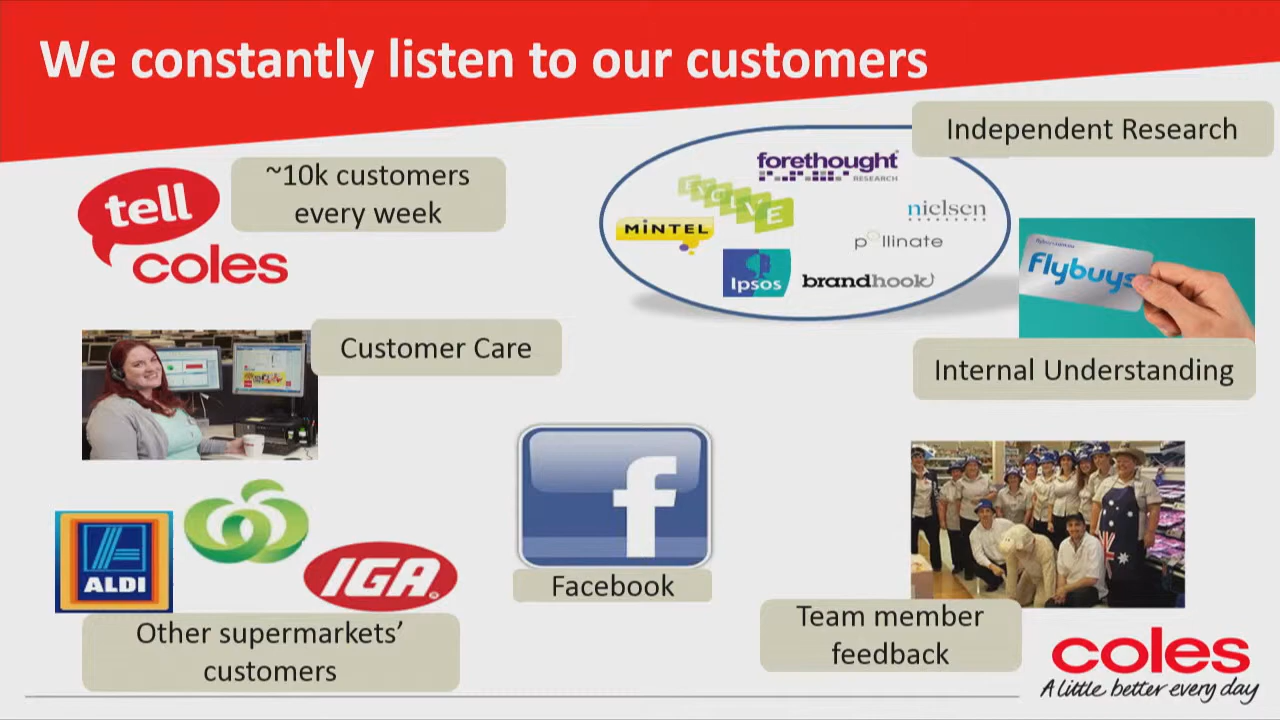 We constantly listen to our customers
Independent Research
~10k customers
every week
tell
coles
forethought
RESEARCH
EVOLVE
MiNTEL
nielsen
pollinate
Ipsos
brandhook
flybuys
Customer Care
Internal Understanding
ALDI
IGA
f
Facebook
Other supermarkets’
customers
Team member
feedback
coles
A little better every day